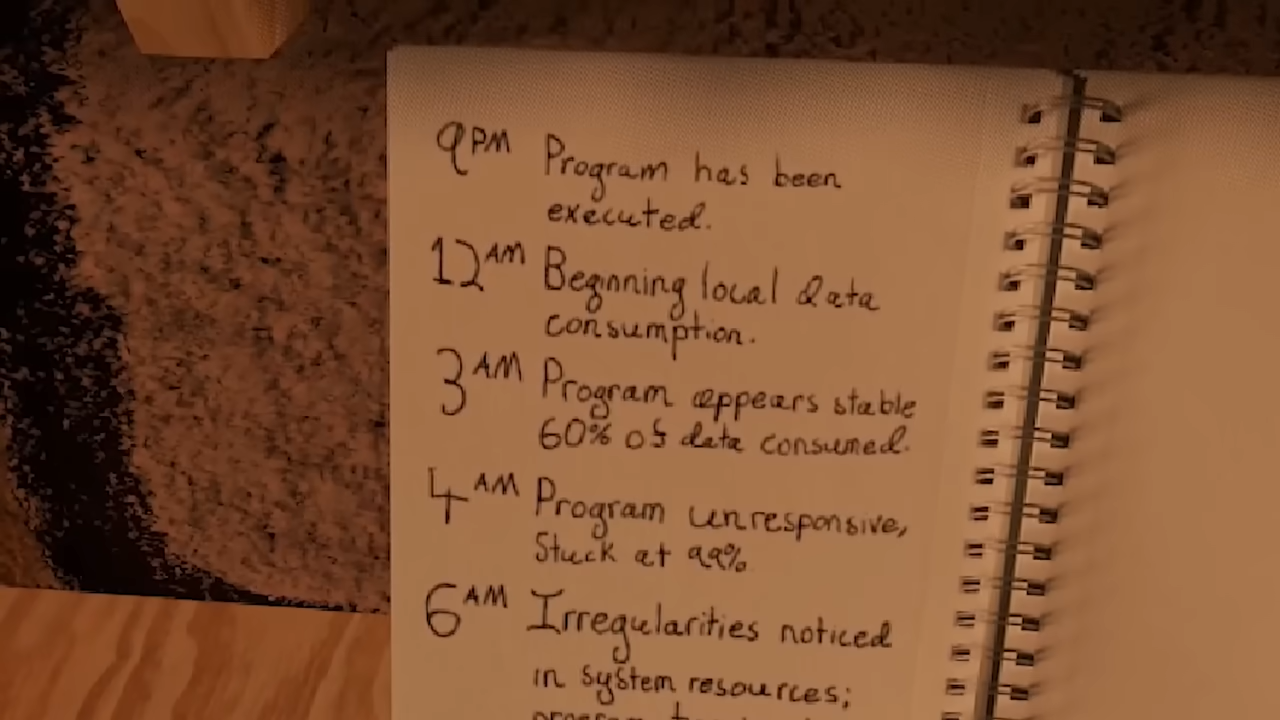 9PM Program has been
executed.
12AM Beginning local data
consumption.
3AM Program appears stable
60% of data consumed.
4AM Program unresponsive,
Stuck at 99%
6AM Irregularities noticed
in system resources;
program